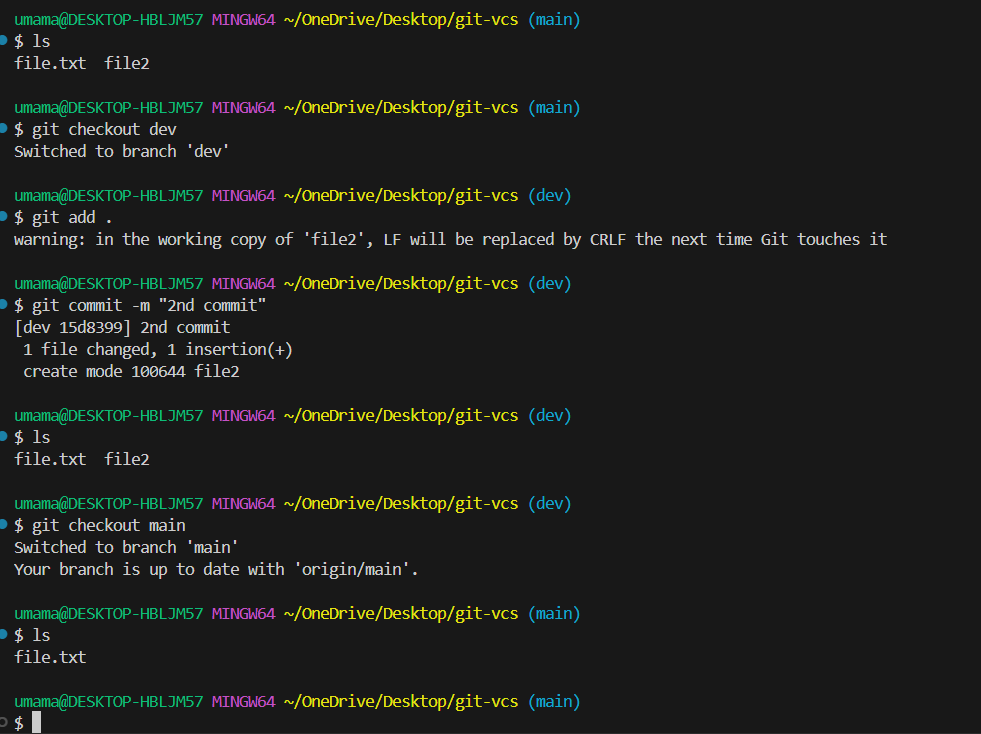 umama@DESKTOP-HBLJM57 MINGW64 ~/OneDrive/Desktop/git-vcs (main)
$ ls
file.txt  file2
umama@DESKTOP-HBLJM57 MINGW64 ~/OneDrive/Desktop/git-vcs (main)
$ git checkout dev
Switched to branch 'dev'
umama@DESKTOP-HBLJM57 MINGW64 ~/OneDrive/Desktop/git-vcs (dev)
$ git add .
warning: in the working copy of 'file2', LF will be replaced by CRLF the next time Git touches it
umama@DESKTOP-HBLJM57 MINGW64 ~/OneDrive/Desktop/git-vcs (dev)
$ git commit -m "2nd commit"
[dev 15d8399] 2nd commit
 1 file changed, 1 insertion(+)
 create mode 100644 file2
umama@DESKTOP-HBLJM57 MINGW64 ~/OneDrive/Desktop/git-vcs (dev)
$ ls
file.txt  file2
umama@DESKTOP-HBLJM57 MINGW64 ~/OneDrive/Desktop/git-vcs (dev)
$ git checkout main
Switched to branch 'main'
Your branch is up to date with 'origin/main'.
umama@DESKTOP-HBLJM57 MINGW64 ~/OneDrive/Desktop/git-vcs (main)
$ ls
file.txt
umama@DESKTOP-HBLJM57 MINGW64 ~/OneDrive/Desktop/git-vcs (main)
$